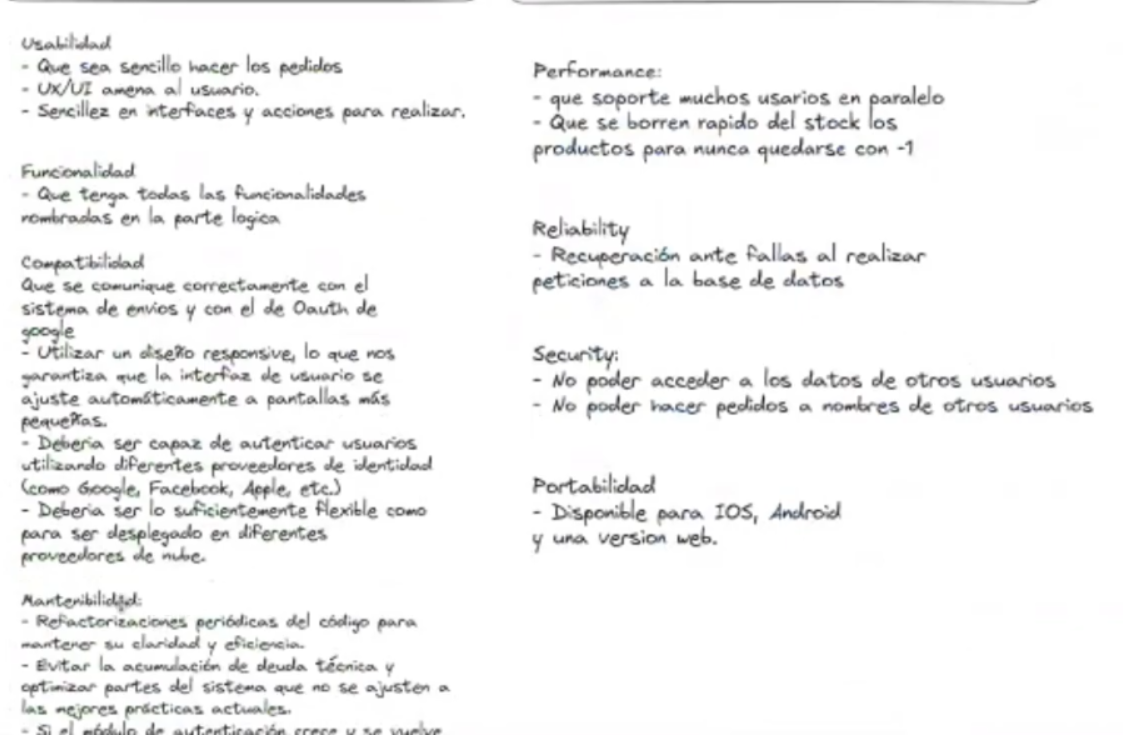 Usabilidad
- Que sea sencillo hacer los pedidos
- UX/UI amena al usuario.
- Sencillez en interfaces y acciones para realizar.
Funcionalidad
- Que tenga todas las funcionalidades
nombradas en la parte logica
Compatibilidad
Que se comunique correctamente con el
sistema de envios y con el de Oauth de
google
- Utilizar un diseño responsive, lo que nos
garantiza que la interfaz de usuario se
ajuste automáticamente a pantallas más
pequeñas.
- Debería ser capaz de autenticar usuarios
utilizando diferentes proveedores de identidad
(como Google, Facebook, Apple, etc.)
- Debería ser lo suficientemente flexible como
para ser desplegado en diferentes
proveedores de nube.
Mantenibilidad:
- Refactorizaciones periódicas del código para
mantener su claridad y eficiencia.
- Evitar la acumulación de deuda técnica y
optimizar partes del sistema que no se ajusten a
las mejores prácticas actuales.
- Si el módulo de autenticación crece y se vuelve
Performance:
- que soporte muchos usarios en paralelo
- Que se borren rapido del stock los
productos para nunca quedarse con -1
Reliability
- Recuperación ante fallas al realizar
peticiones a la base de datos
Security:
- No poder acceder a los datos de otros usuarios
- No poder hacer pedidos a nombres de otros usuarios
Portabilidad
- Disponible para IOS, Android
y una version web.